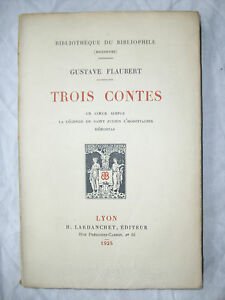 BIBLIOTHÈQUE DU BIBLIOPHILE
(MODERNE)
GUSTAVE FLAUBERT
TROIS CONTES
UN CŒUR SIMPLE
LA LÉGENDE DE SAINT JULIEN L'HOSPITALIER
HÉRODIAS
LYON
H. LARDANCHET, ÉDITEUR